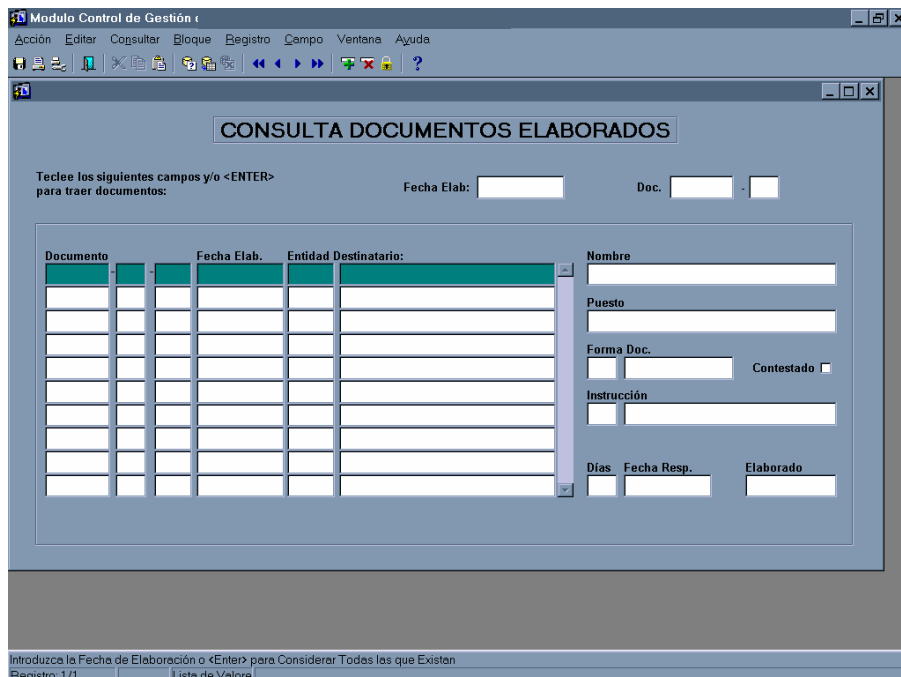 Modulo Control de Gestión
Acción Editar Consultar Bloque Registro Campo Ventana Ayuda
CONSULTA DOCUMENTOS ELABORADOS
Teclee los siguientes campos y/o <ENTER>
para traer documentos:
Fecha Elab:
Doc. -
Documento Fecha Elab. Entidad Destinatario:
- -
Nombre
Puesto
Forma Doc.
Contestado
Instrucción
Días Fecha Resp. Elaborado
Introduzca la Fecha de Elaboración o <Enter> para Considerar Todas las que Existan
Registro: 1/1 Lista de Valore